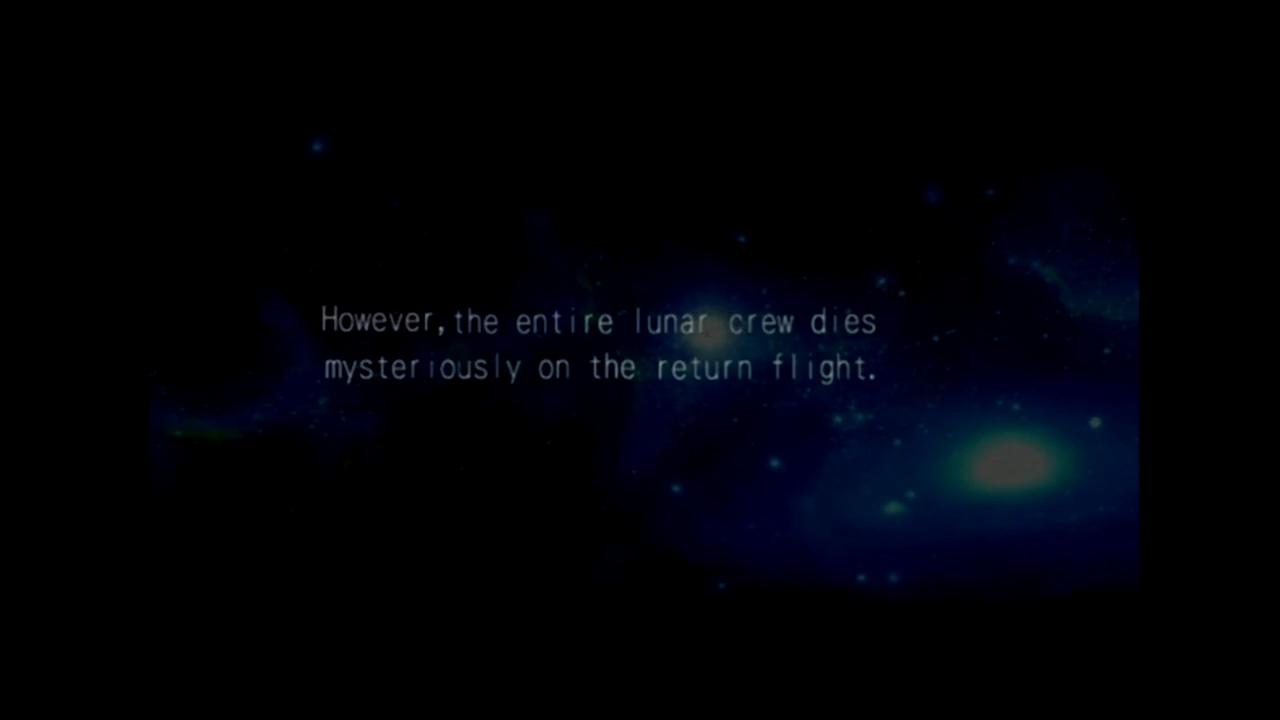 However, the entire lunar crew dies
mysteriously on the return flight.